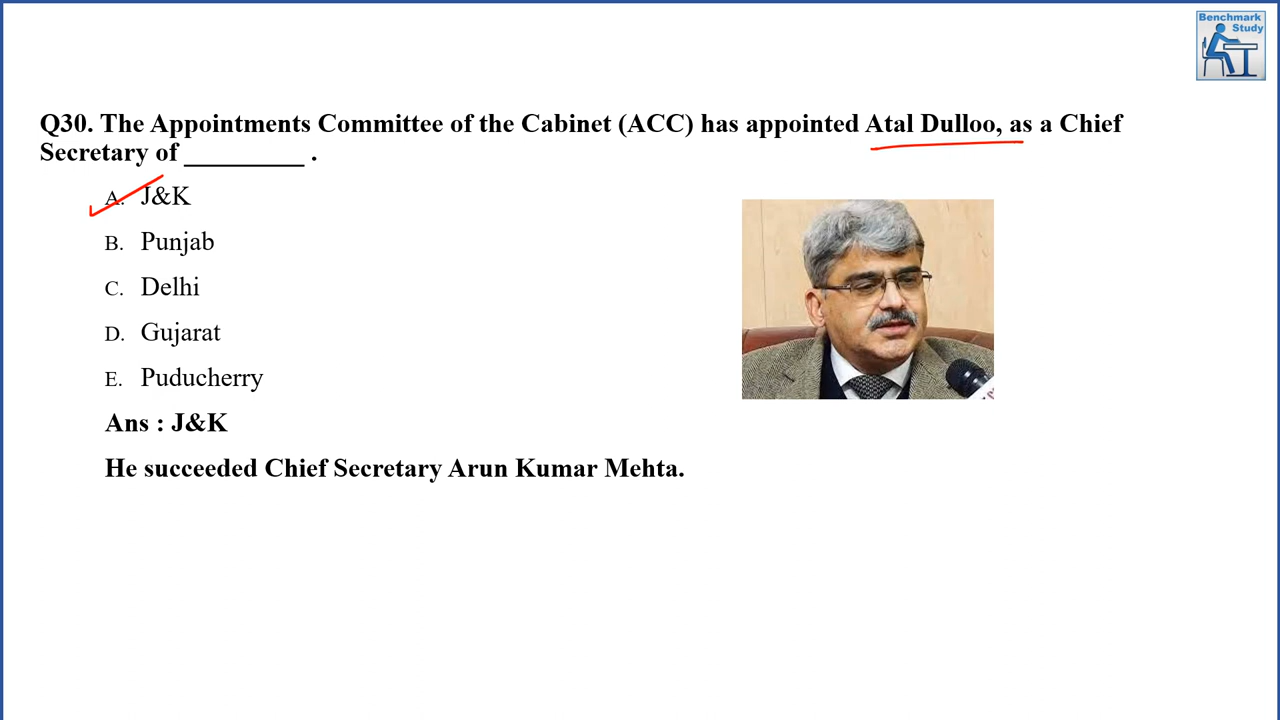 Benchmark
Study
Q30. The Appointments Committee of the Cabinet (ACC) has appointed Atal Dulloo, as a Chief
Secretary of _________ .
A. J&K
B. Punjab
C. Delhi
D. Gujarat
E. Puducherry
Ans : J&K
He succeeded Chief Secretary Arun Kumar Mehta.